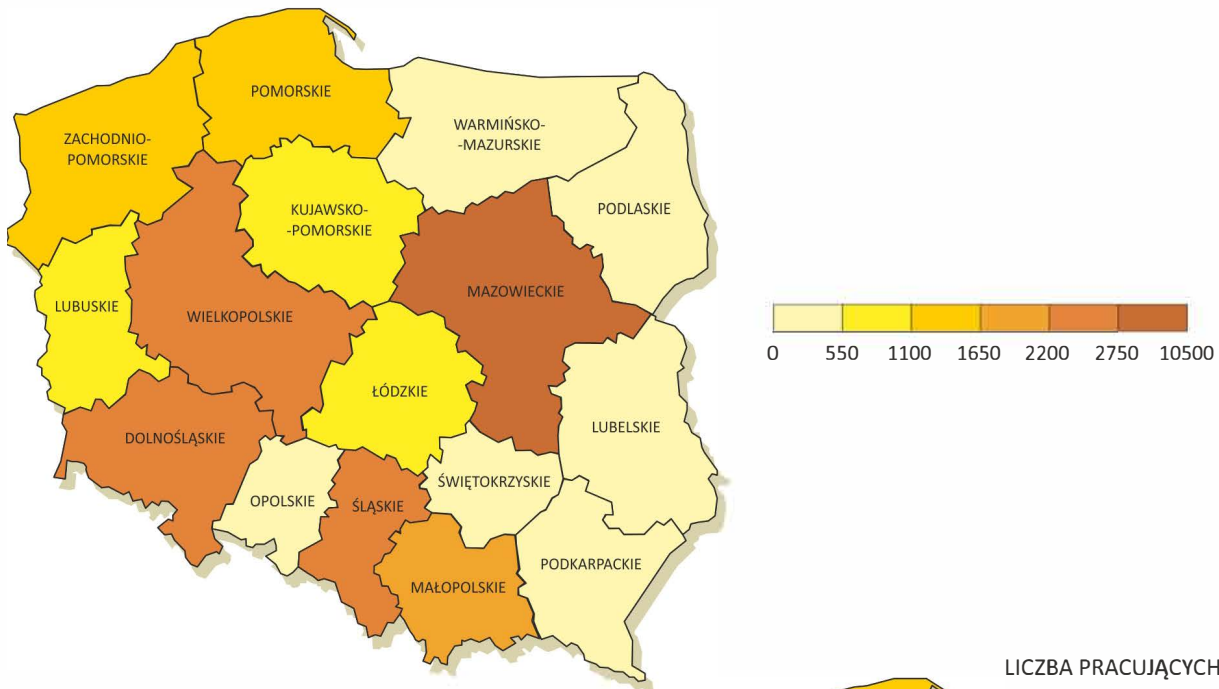 POMORSKIE
ZACHODNIO-
POMORSKIE
WARMIŃSKO-
-MAZURSKIE
KUJAWSKO-
-POMORSKIE
PODLASKIE
LUBUSKIE
WIELKOPOLSKIE
MAZOWIECKIE
0 550 1100 1650 2200 2750 10500
ŁÓDZKIE
DOLNOŚLĄSKIE
LUBELSKIE
OPOLSKIE
ŚLĄSKIE
ŚWIĘTOKRZYSKIE
PODKARPACKIE
MAŁOPOLSKIE
LICZBA PRACUJĄCYCH